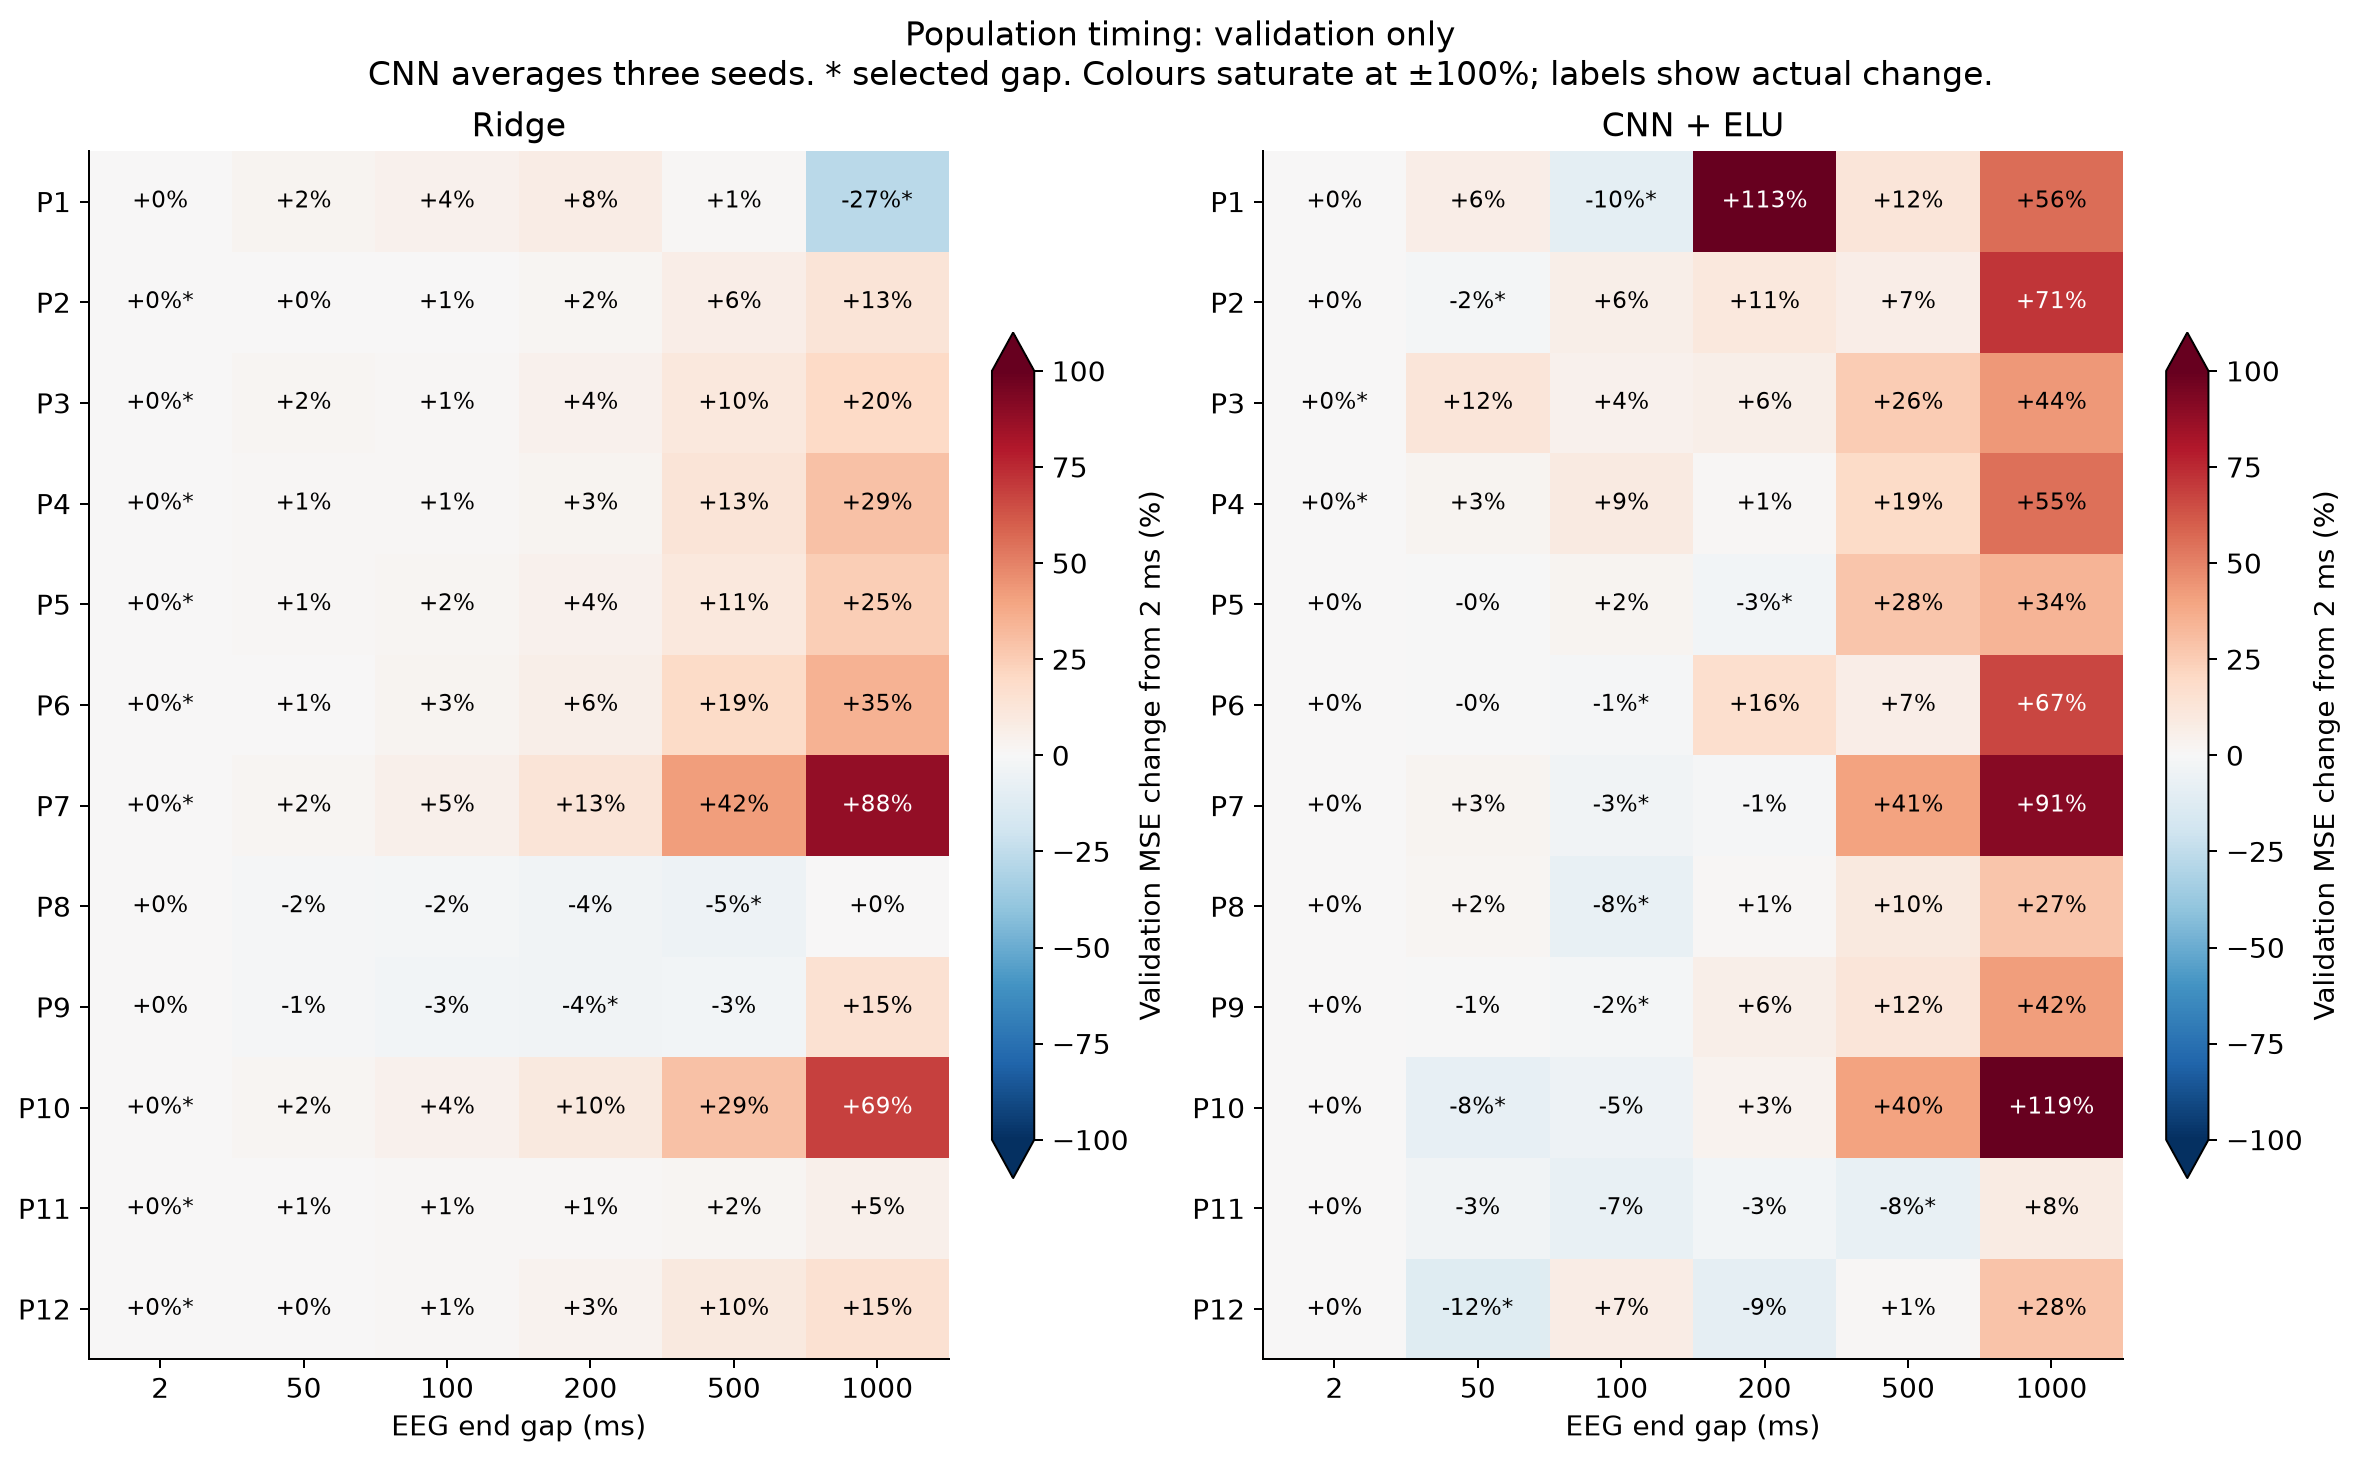 Population timing: validation only
CNN averages three seeds. * selected gap. Colours saturate at ±100%; labels show actual change.
Ridge
P1 +0% +2% +4% +8% +1% -27%*
P2 +0%* +0% +1% +2% +6% +13%
P3 +0%* +2% +1% +4% +10% +20%
P4 +0%* +1% +1% +3% +13% +29%
P5 +0%* +1% +2% +4% +11% +25%
P6 +0%* +1% +3% +6% +19% +35%
P7 +0%* +2% +5% +13% +42% +88%
P8 +0% -2% -2% -4% -5%* +0%
P9 +0% -1% -3% -4%* -3% +15%
P10 +0%* +2% +4% +10% +29% +69%
P11 +0%* +1% +1% +1% +2% +5%
P12 +0%* +0% +1% +3% +10% +15%
2 50 100 200 500 1000
EEG end gap (ms)
100
75
50
25
0
−25
−50
−75
−100
Validation MSE change from 2 ms (%)
CNN + ELU
P1 +0% +6% -10%* +113% +12% +56%
P2 +0% -2%* +6% +11% +7% +71%
P3 +0%* +12% +4% +6% +26% +44%
P4 +0%* +3% +9% +1% +19% +55%
P5 +0% -0% +2% -3%* +28% +34%
P6 +0% -0% -1%* +16% +7% +67%
P7 +0% +3% -3%* -1% +41% +91%
P8 +0% +2% -8%* +1% +10% +27%
P9 +0% -1% -2%* +6% +12% +42%
P10 +0% -8%* -5% +3% +40% +119%
P11 +0% -3% -7% -3% -8%* +8%
P12 +0% -12%* +7% -9% +1% +28%
2 50 100 200 500 1000
EEG end gap (ms)
100
75
50
25
0
−25
−50
−75
−100
Validation MSE change from 2 ms (%)